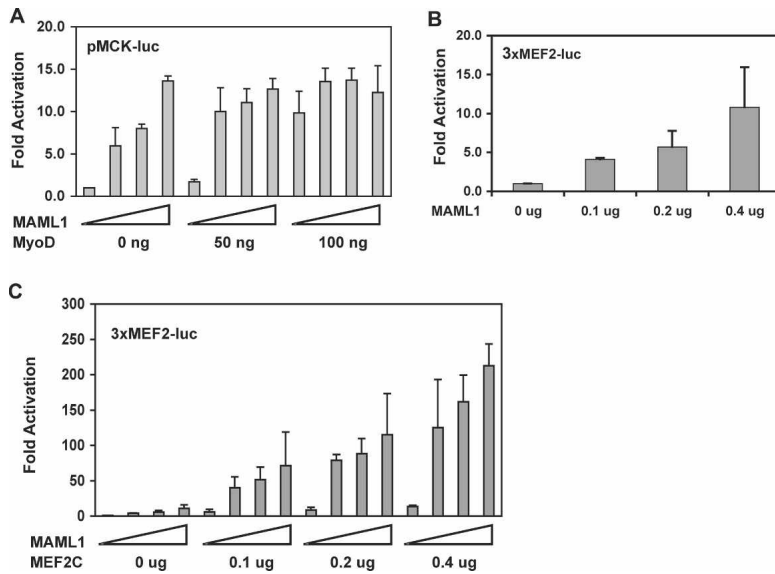 A
pMCK-luc
Fold Activation
20.0
15.0
10.0
5.0
0.0
MAML1
MyoD 0 ng 50 ng 100 ng
B
3xMEF2-luc
Fold Activation
20.0
15.0
10.0
5.0
0.0
MAML1 0 ug 0.1 ug 0.2 ug 0.4 ug
C
3xMEF2-luc
Fold Activation
300
250
200
150
100
50
0
MAML1
MEF2C 0 ug 0.1 ug 0.2 ug 0.4 ug